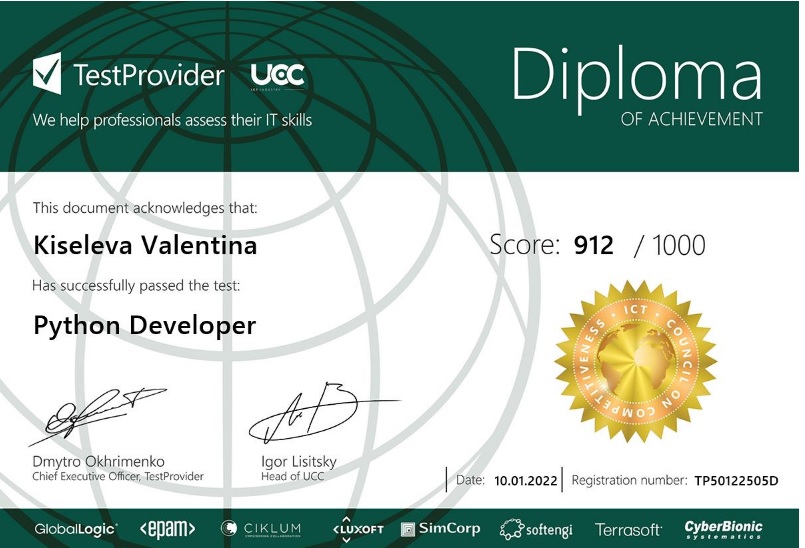 TestProvider UCC
We help professionals assess their IT skills
Diploma
OF ACHIEVEMENT
This document acknowledges that:
Kiseleva Valentina
Score: 912 / 1000
Has successfully passed the test:
Python Developer
ICT • COUNCIL ON COMPETITIVENESS •
Dmytro Okhrimenko
Chief Executive Officer, TestProvider
Igor Lisitsky
Head of UCC
Date: 10.01.2022
Registration number: TP50122505D
GlobalLogic <epam> CIKLUM LUXOFT SimCorp softengi Terrasoft CyberBionic
systematics